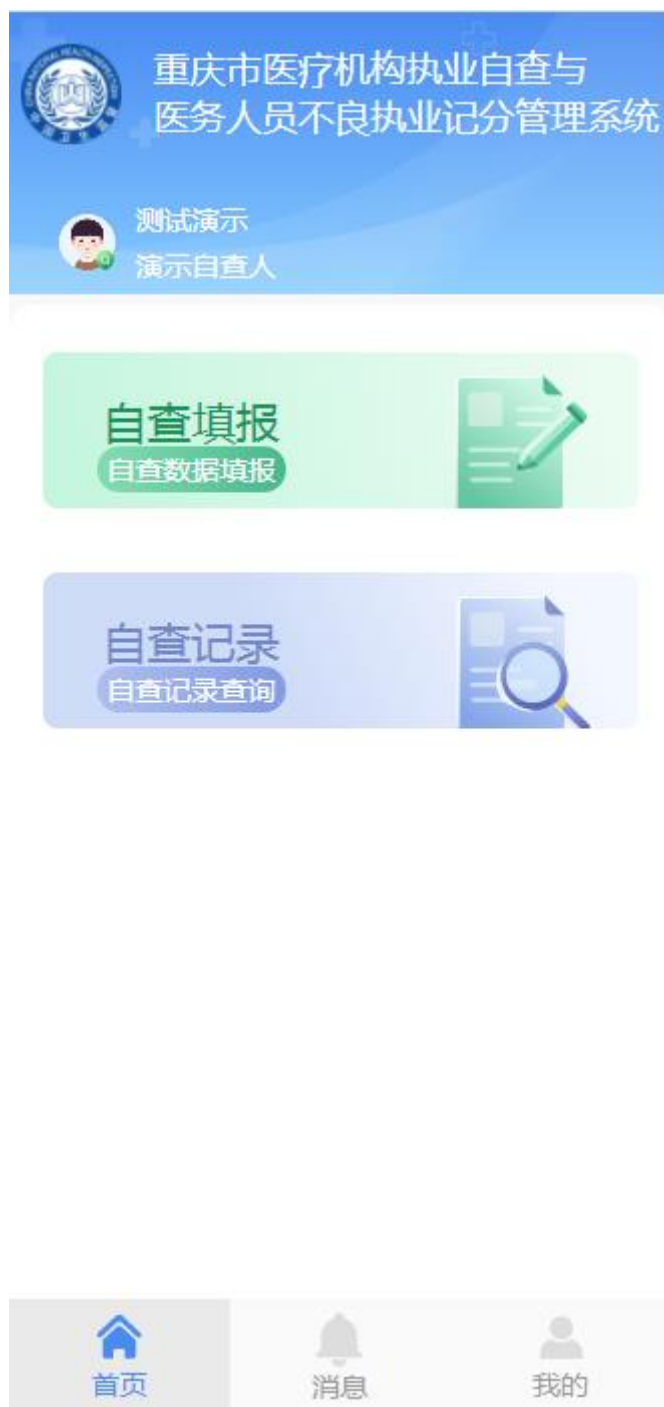 重庆市医疗机构执业自查与
医务人员不良执业记分管理系统
测试演示
演示自查人
自查填报
自查数据填报
自查记录
自查记录查询
首页
消息
我的